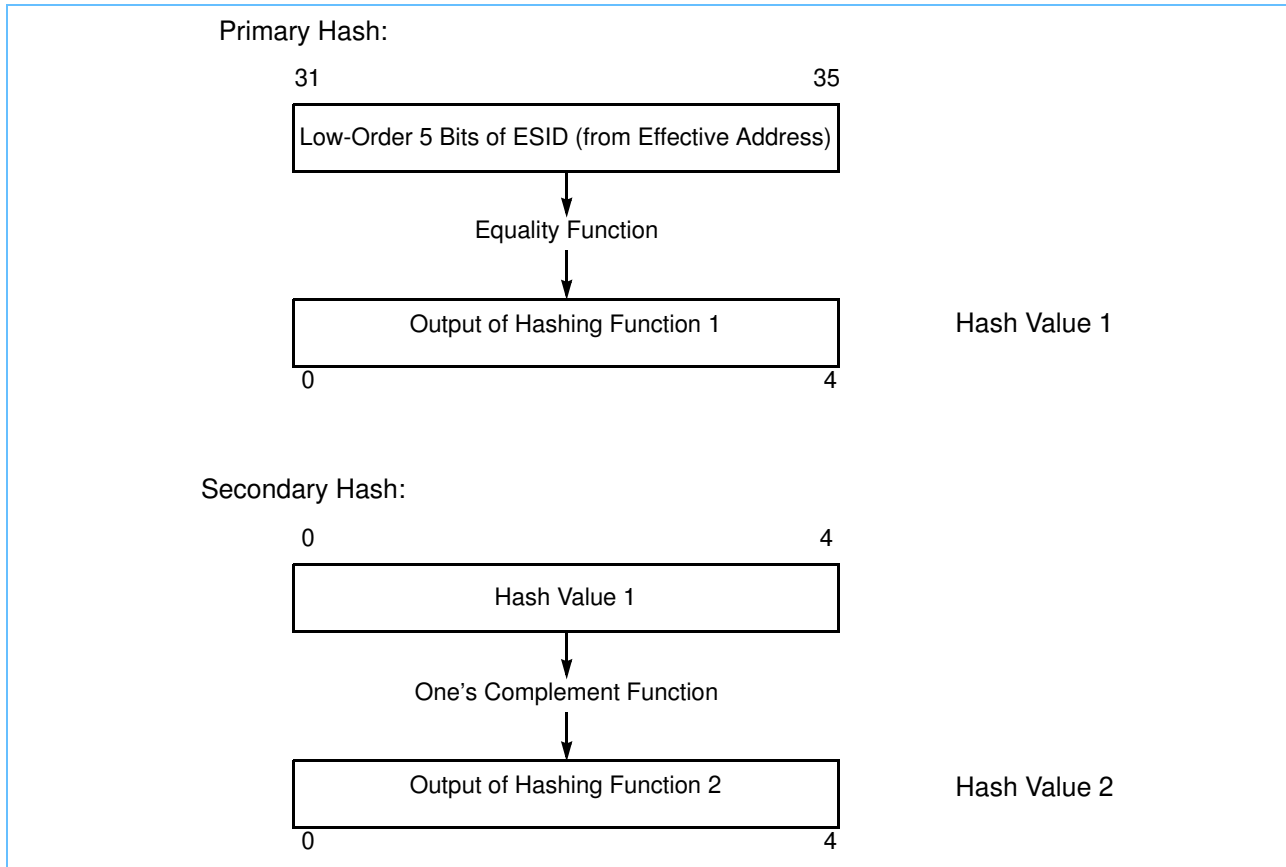 Primary Hash:
31 35
Low-Order 5 Bits of ESID (from Effective Address)
Equality Function
Output of Hashing Function 1 Hash Value 1
0 4
Secondary Hash:
0 4
Hash Value 1
One's Complement Function
Output of Hashing Function 2 Hash Value 2
0 4